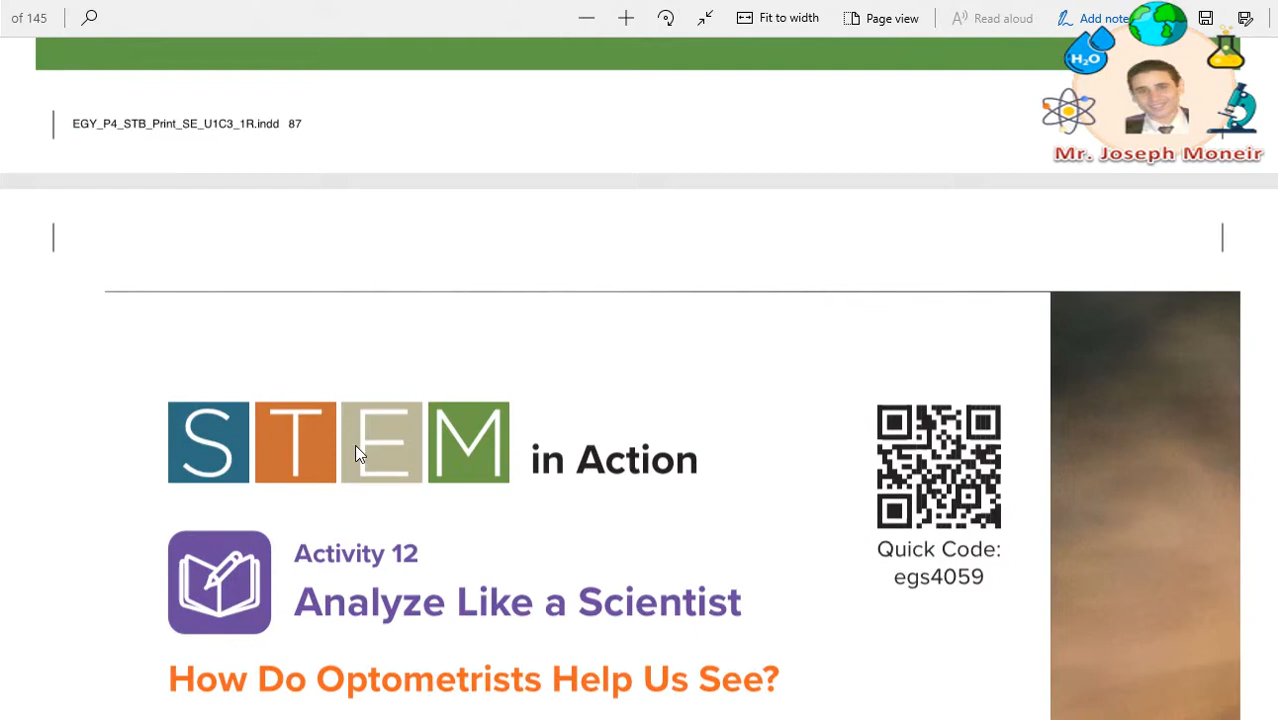 of 145
Fit to width
Page view
Read aloud
Add note
H₂O
EGY_P4_STB_Print_SE_U1C3_1R.indd 87
Mr. Joseph Moneir
STEM in Action
Quick Code:
egs4059
Activity 12
Analyze Like a Scientist
How Do Optometrists Help Us See?